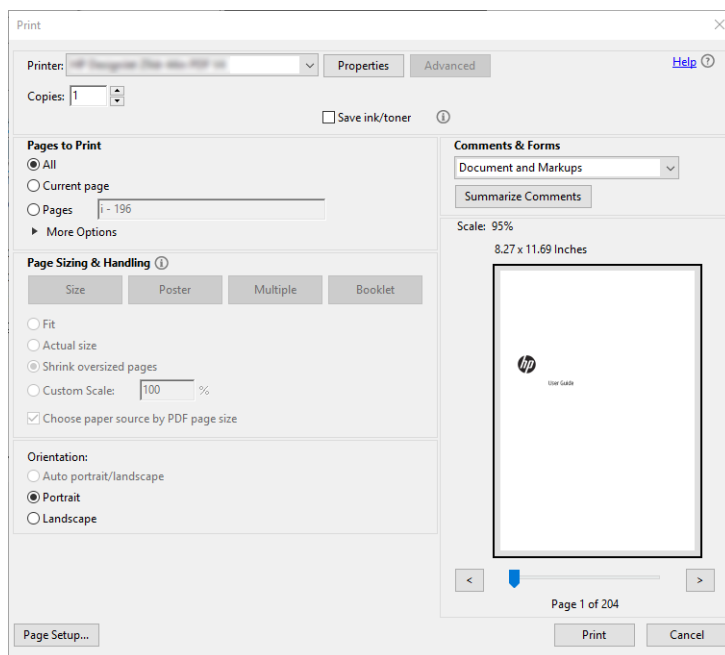 Print
Printer:
Properties
Advanced
Help
Copies: 1
Save ink/toner
Pages to Print
All
Current page
Pages i - 196
More Options
Comments & Forms
Document and Markups
Summarize Comments
Page Sizing & Handling
Size Poster Multiple Booklet
Fit
Actual size
Shrink oversized pages
Custom Scale: 100 %
Choose paper source by PDF page size
Orientation:
Auto portrait/landscape
Portrait
Landscape
Scale: 95%
8.27 x 11.69 Inches
hp
User Guide
< >
Page 1 of 204
Page Setup...
Print
Cancel